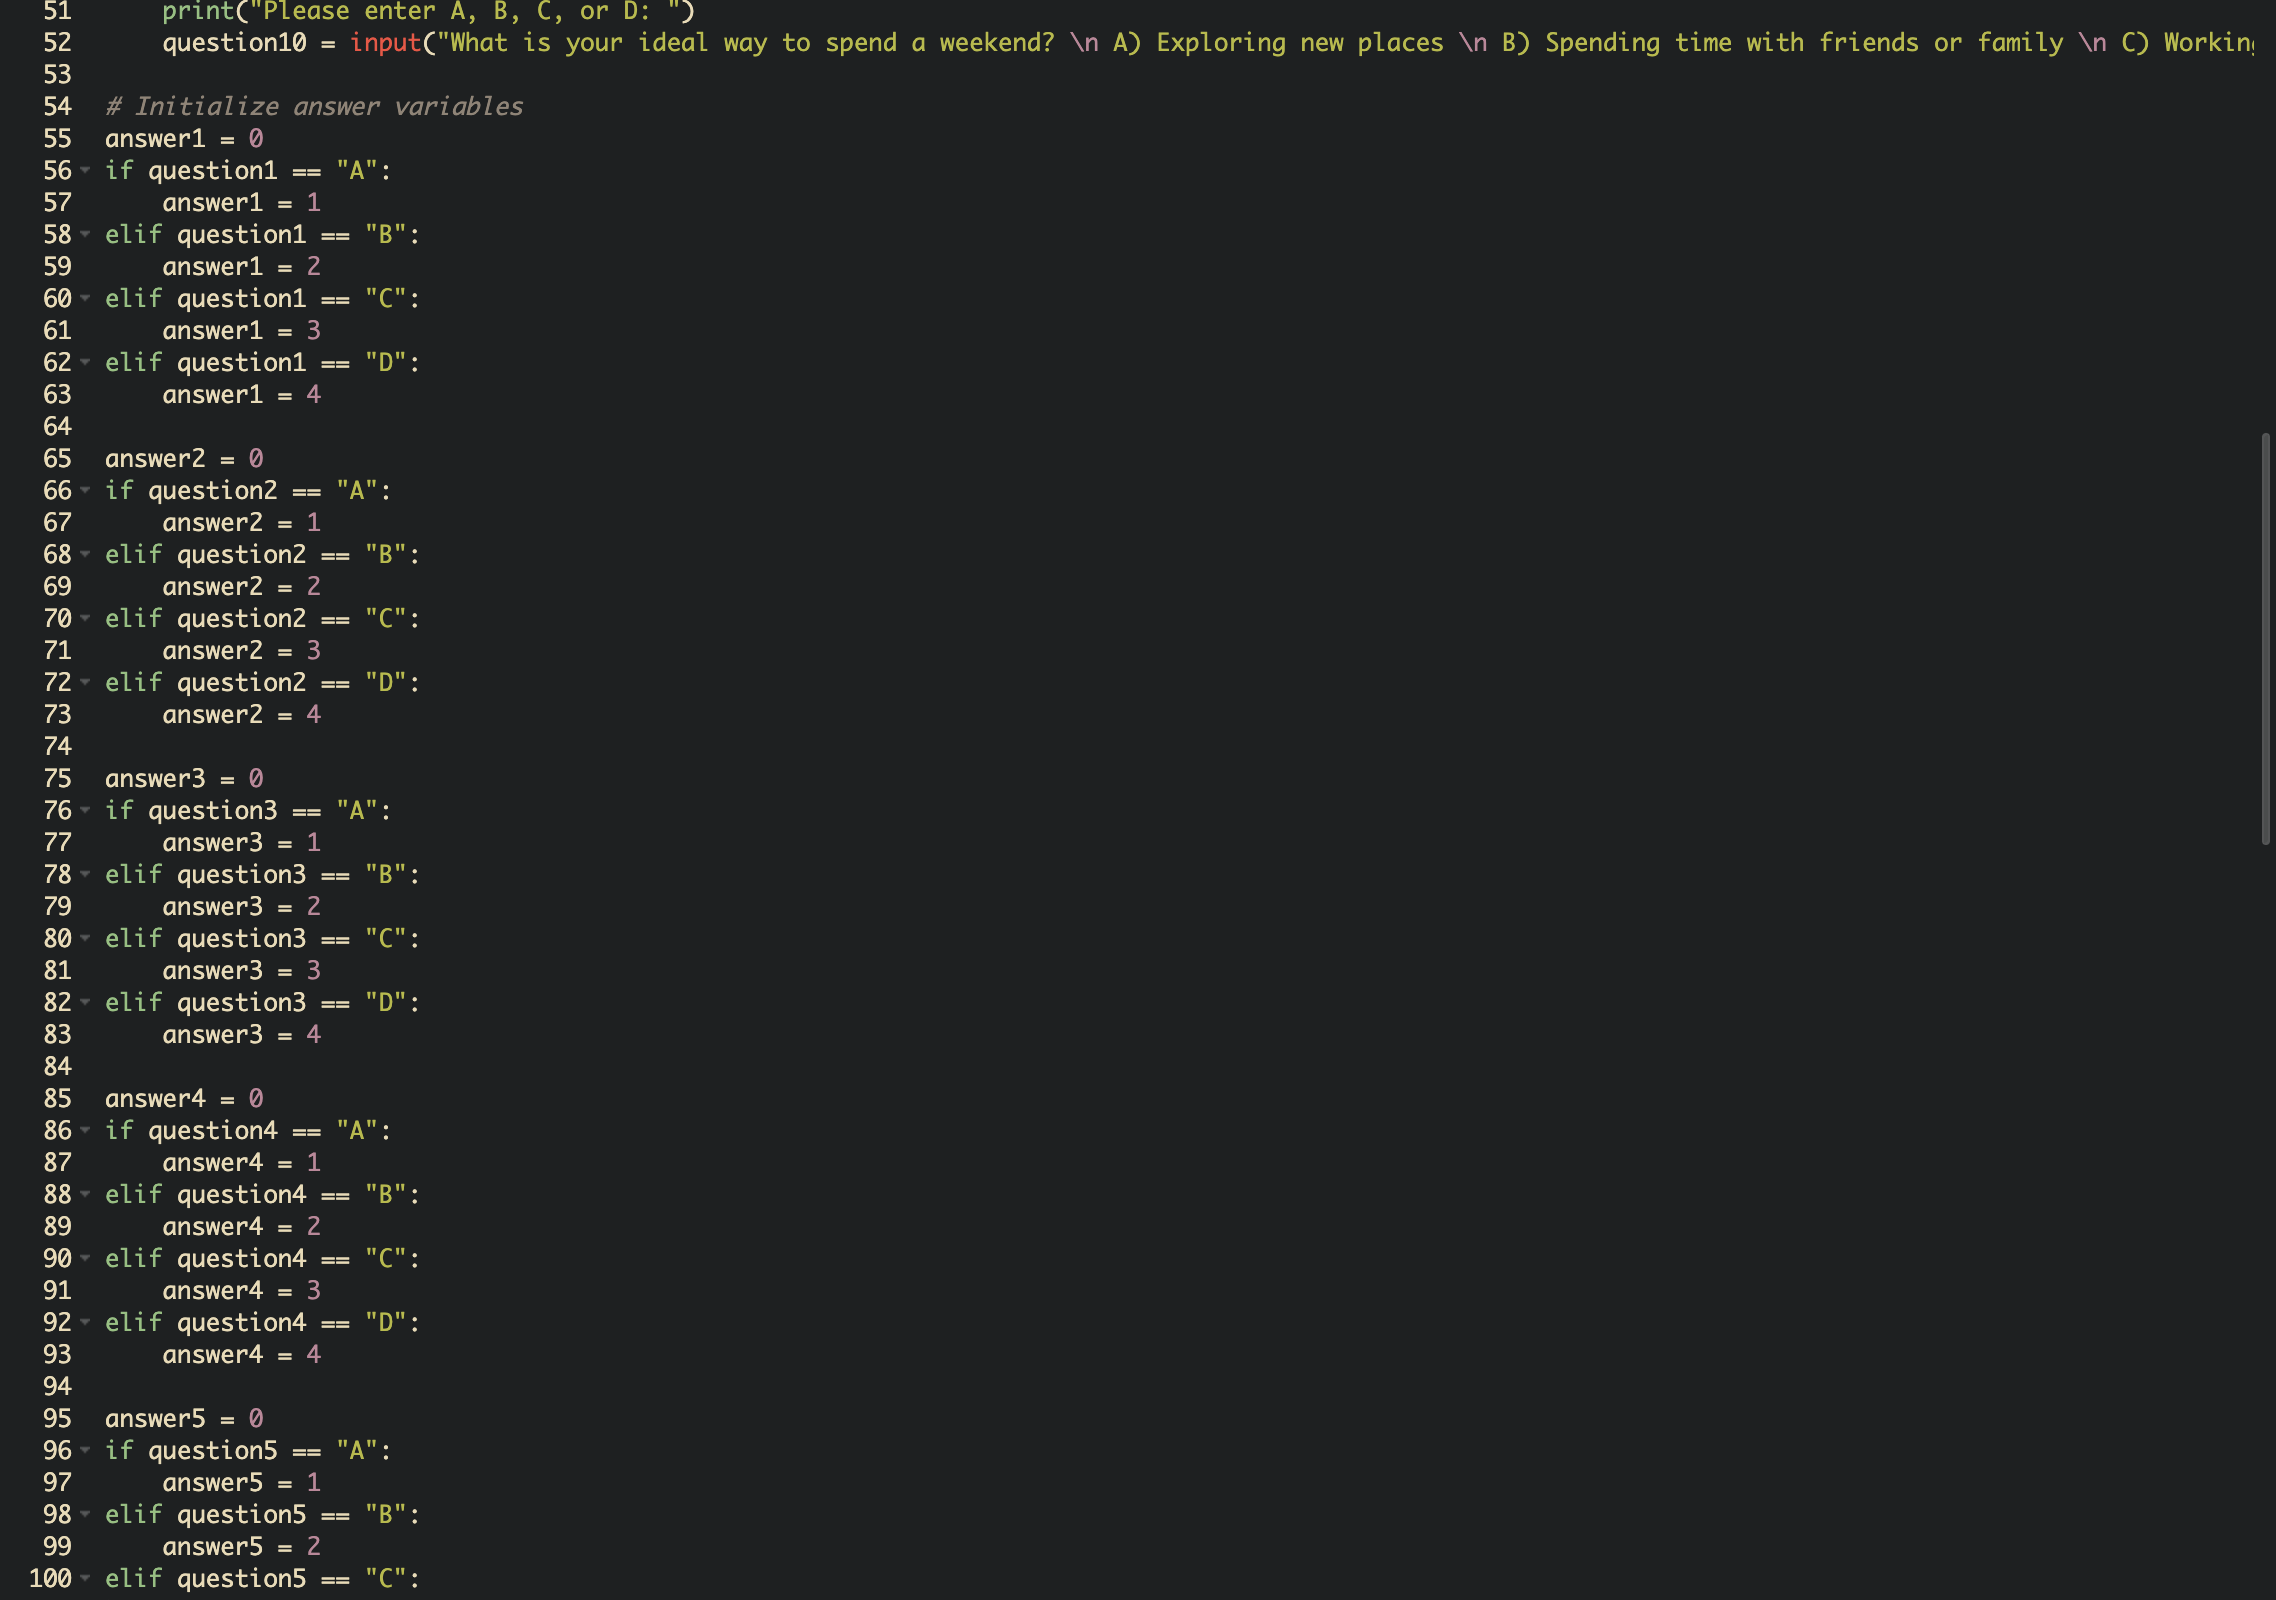 51 print("Please enter A, B, C, or D: ")
52 question10 = input("What is your ideal way to spend a weekend? \n A) Exploring new places \n B) Spending time with friends or family \n C) Working
53
54 # Initialize answer variables
55 answer1 = 0
56 if question1 == "A":
57 answer1 = 1
58 elif question1 == "B":
59 answer1 = 2
60 elif question1 == "C":
61 answer1 = 3
62 elif question1 == "D":
63 answer1 = 4
64
65 answer2 = 0
66 if question2 == "A":
67 answer2 = 1
68 elif question2 == "B":
69 answer2 = 2
70 elif question2 == "C":
71 answer2 = 3
72 elif question2 == "D":
73 answer2 = 4
74
75 answer3 = 0
76 if question3 == "A":
77 answer3 = 1
78 elif question3 == "B":
79 answer3 = 2
80 elif question3 == "C":
81 answer3 = 3
82 elif question3 == "D":
83 answer3 = 4
84
85 answer4 = 0
86 if question4 == "A":
87 answer4 = 1
88 elif question4 == "B":
89 answer4 = 2
90 elif question4 == "C":
91 answer4 = 3
92 elif question4 == "D":
93 answer4 = 4
94
95 answer5 = 0
96 if question5 == "A":
97 answer5 = 1
98 elif question5 == "B":
99 answer5 = 2
100 elif question5 == "C":